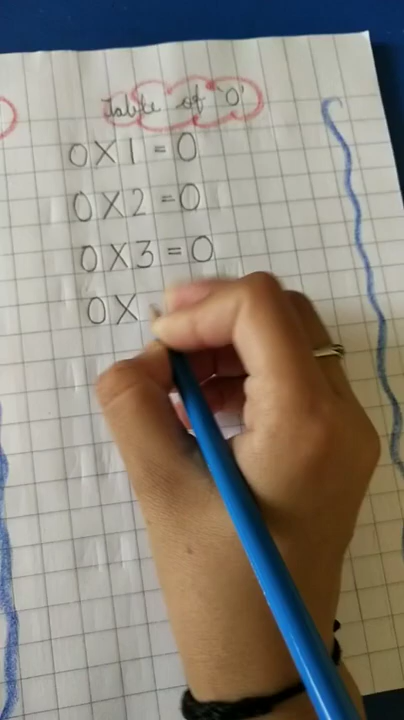 Table of '0'
0 X 1 = 0
0 X 2 = 0
0 X 3 = 0
0 X